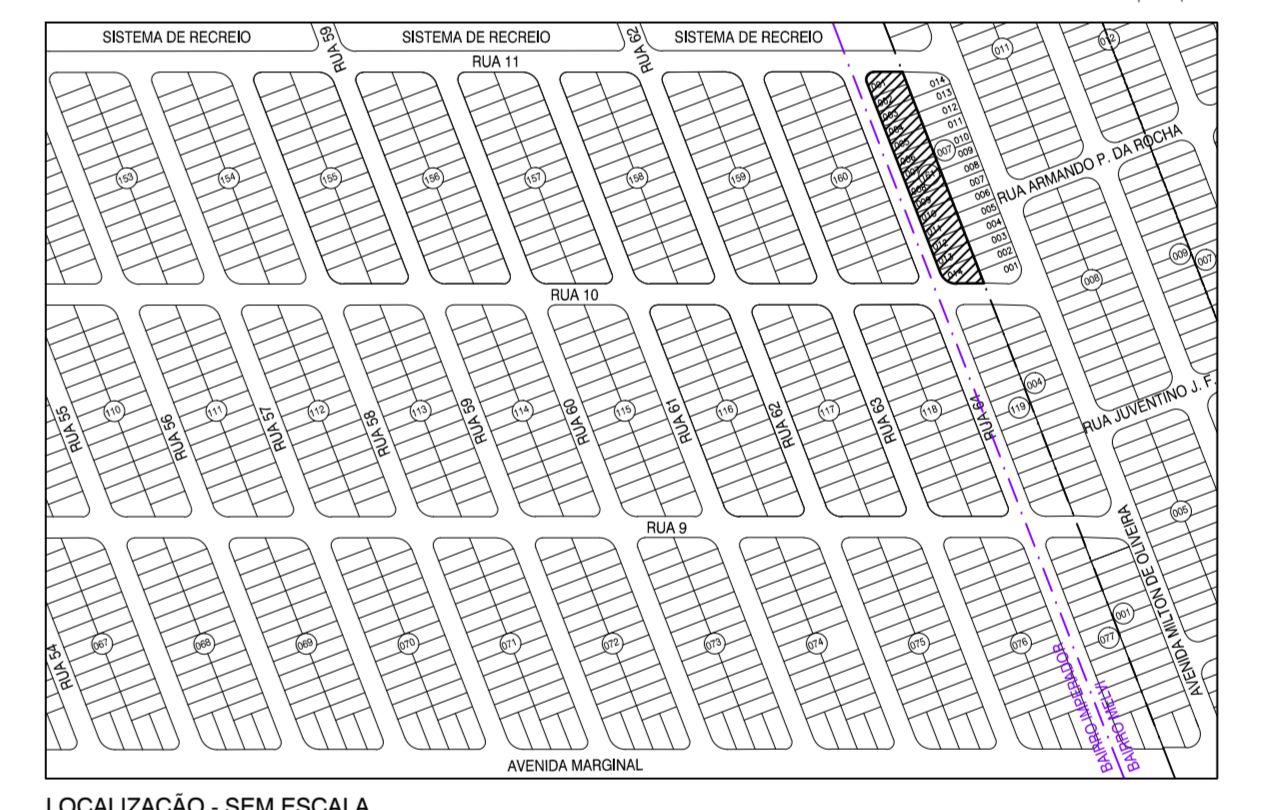 SISTEMA DE RECREIO
RUA 59
SISTEMA DE RECREIO
RUA 62
SISTEMA DE RECREIO
RUA 11
011
012
153
154
155
156
157
158
159
160
001
002
014
014
013
012
011
010
009
008
007
006
005
004
003
002
001
007
RUA ARMANDO P. DA ROCHA
008
009
007
RUA 10
RUA 55
110
RUA 56
111
RUA 57
112
RUA 58
113
RUA 59
114
RUA 60
115
RUA 61
116
RUA 62
117
RUA 63
118
RUA 64
119
004
RUA JUVENTINO J. F.
005
RUA 9
AVENIDA MILTON DE OLIVEIRA
RUA 54
067
068
069
070
071
072
073
074
075
076
077
001
BAIRRO IMPERADOR
BAIRRO MELVI
AVENIDA MARGINAL
LOCALIZAÇÃO - SEM ESCALA